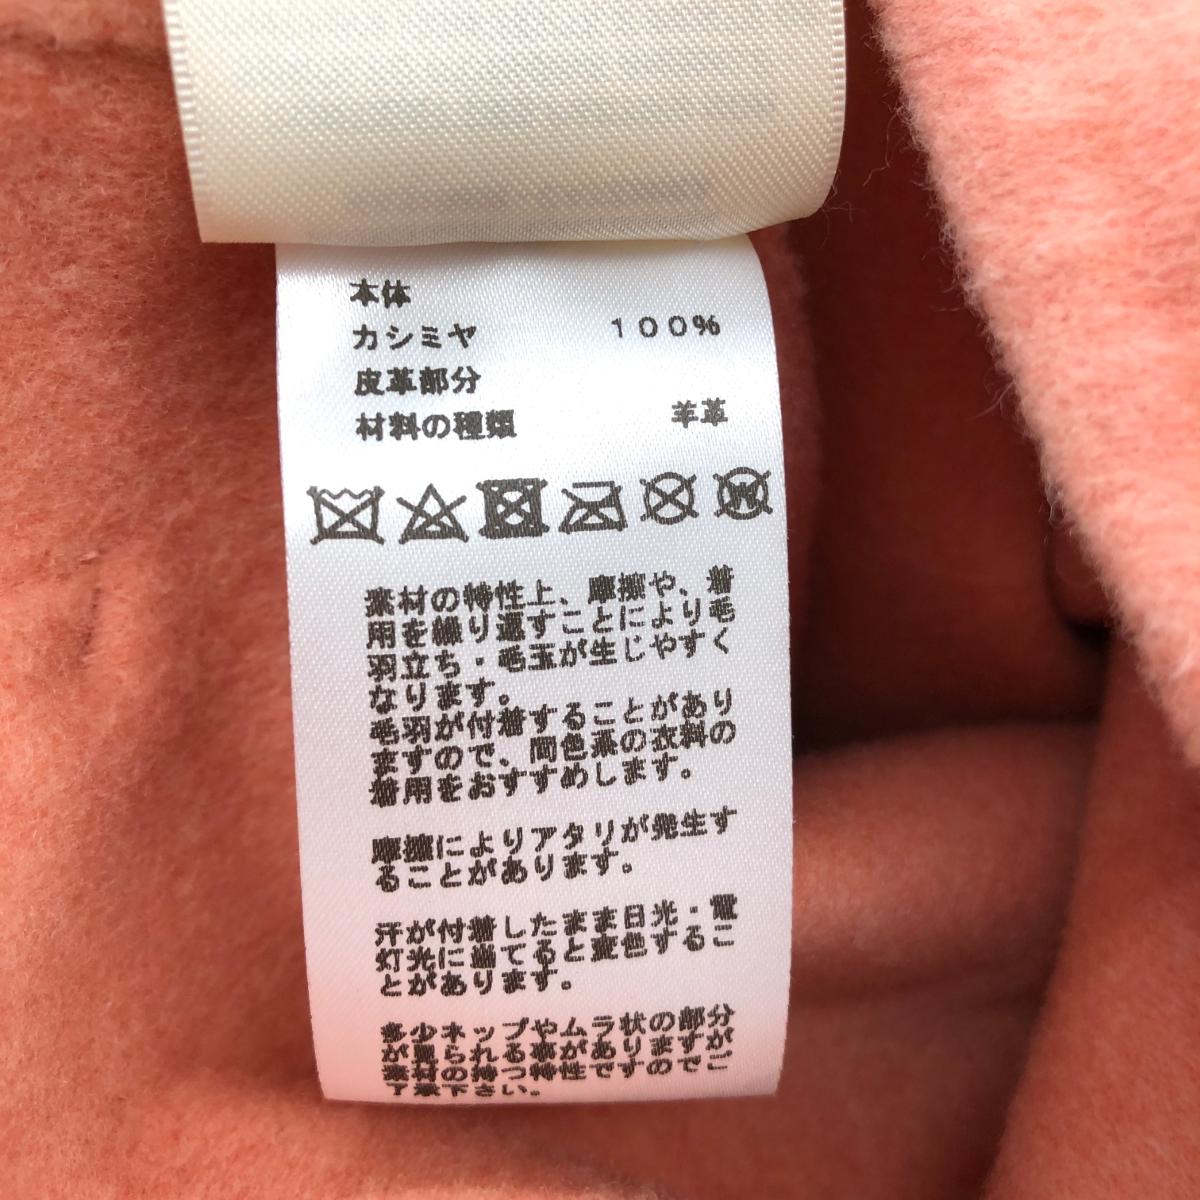 本体
カシミヤ 100%
皮革部分
材料の種類 羊革
W
素材の特性上、摩擦や、着
用を繰り返すことにより毛
羽立ち・毛玉が生じやすく
なります。
毛羽が付着することがあり
ますので、同色系の衣料の
着用をおすすめします。
摩擦によりアタリが発生す
ることがあります。
汗が付着したまま日光・電
灯光に当てると変色するこ
とがあります。
多少ネップやムラ状の部分
が見られる事がありますが
素材の持つ特性ですのでご
了承下さい。